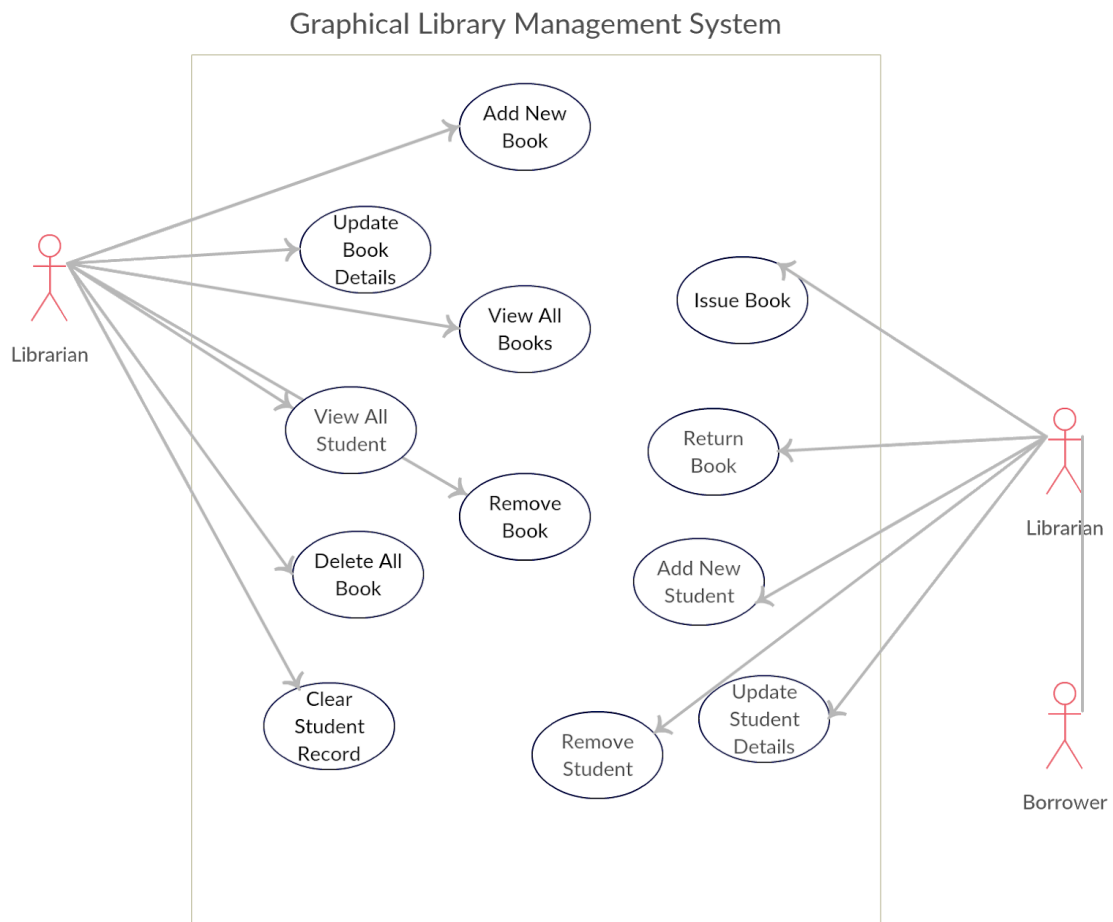 Graphical Library Management System
Add New
Book
Update
Book
Details
View All
Books
Issue Book
Librarian
View All
Student
Return
Book
Remove
Book
Librarian
Delete All
Book
Add New
Student
Clear
Student
Record
Update
Student
Details
Remove
Student
Borrower